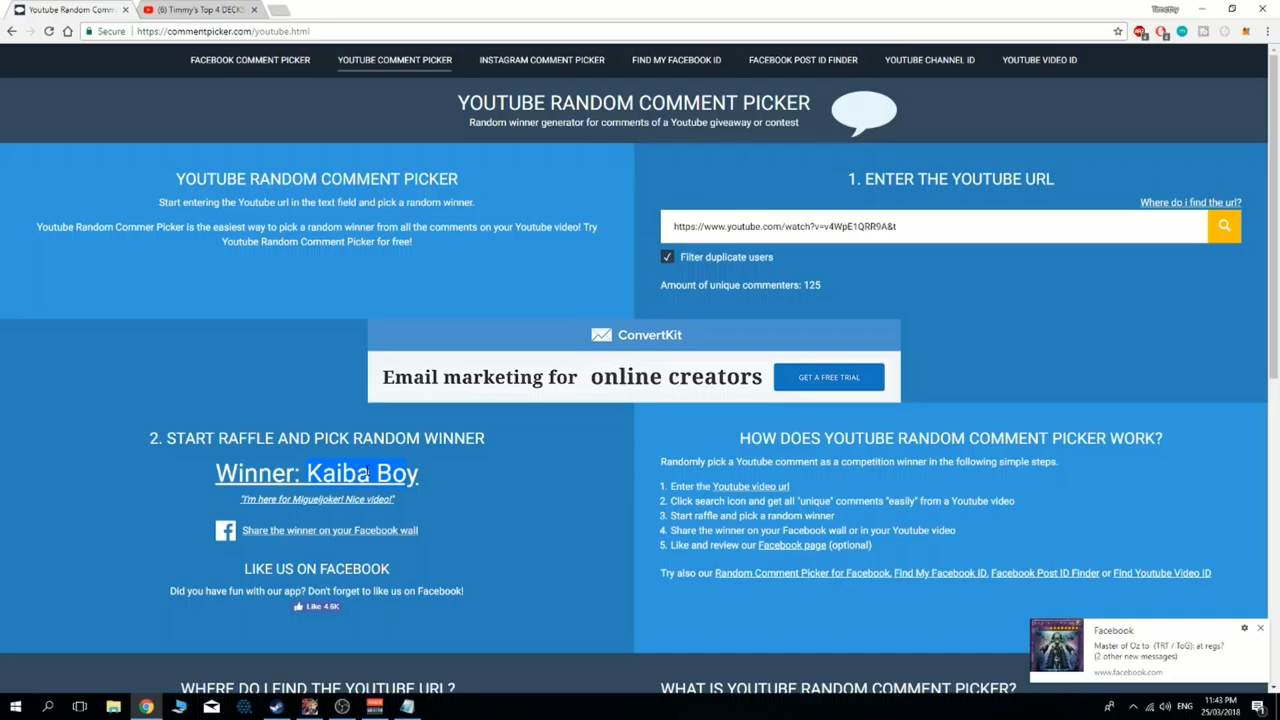 Youtube Random Comm
(6) Timmy's Top 4 DECKS
Timothy
Secure
https://commentpicker.com/youtube.html
FACEBOOK COMMENT PICKER
YOUTUBE COMMENT PICKER
INSTAGRAM COMMENT PICKER
FIND MY FACEBOOK ID
FACEBOOK POST ID FINDER
YOUTUBE CHANNEL ID
YOUTUBE VIDEO ID
YOUTUBE RANDOM COMMENT PICKER
Random winner generator for comments of a Youtube giveaway or contest
YOUTUBE RANDOM COMMENT PICKER
Start entering the Youtube url in the text field and pick a random winner.
Youtube Random Commer Picker is the easiest way to pick a random winner from all the comments on your Youtube video! Try
Youtube Random Comment Picker for free!
1. ENTER THE YOUTUBE URL
Where do i find the url?
https://www.youtube.com/watch?v=v4WpE1QRR9A&t
Filter duplicate users
Amount of unique commenters: 125
ConvertKit
Email marketing for online creators
GET A FREE TRIAL
2. START RAFFLE AND PICK RANDOM WINNER
Winner: Kaiba Boy
"I'm here for Migueljoker! Nice video!"
Share the winner on your Facebook wall
LIKE US ON FACEBOOK
Did you have fun with our app? Don't forget to like us on Facebook!
Like 4.6K
HOW DOES YOUTUBE RANDOM COMMENT PICKER WORK?
Randomly pick a Youtube comment as a competition winner in the following simple steps.
1. Enter the Youtube video url
2. Click search icon and get all "unique" comments "easily" from a Youtube video
3. Start raffle and pick a random winner
4. Share the winner on your Facebook wall or in your Youtube video
5. Like and review our Facebook page (optional)
Try also our Random Comment Picker for Facebook, Find My Facebook ID, Facebook Post ID Finder or Find Youtube Video ID
Facebook
Master of Oz to (TRT / ToG): at regs?
(2 other new messages)
www.facebook.com
WHERE DO I FIND THE YOUTUBE URL?
WHAT IS YOUTUBE RANDOM COMMENT PICKER?
ENG
11:43 PM
25/03/2018